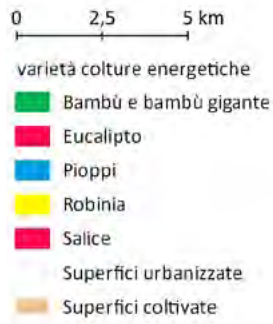 0 2,5 5 km
varietà colture energetiche
Bambù e bambù gigante
Eucalipto
Pioppi
Robinia
Salice
Superfici urbanizzate
Superfici coltivate